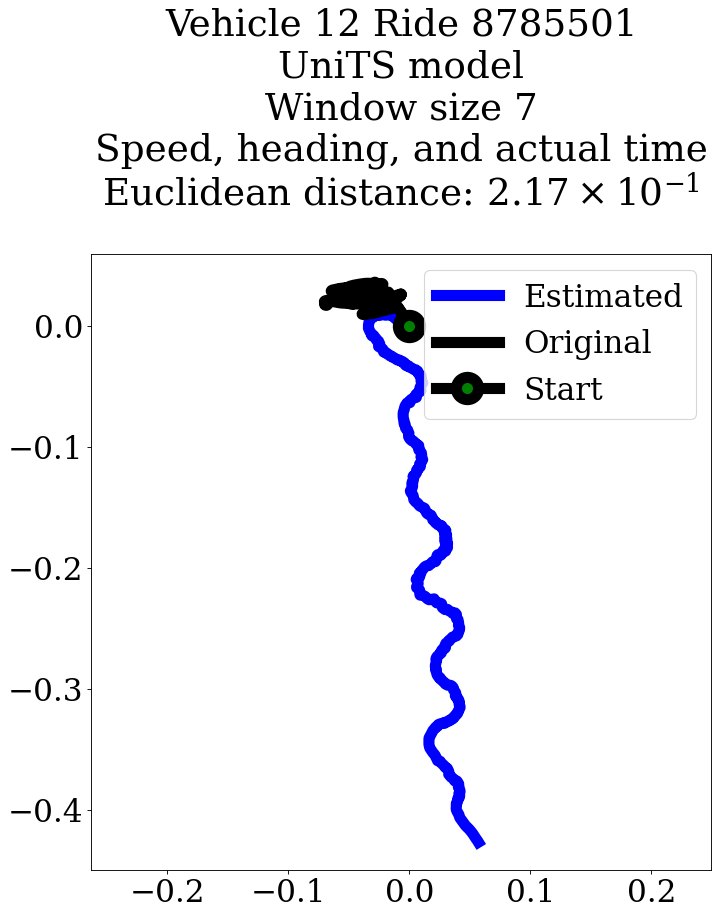 Vehicle 12 Ride 8785501
UniTS model
Window size 7
Speed, heading, and actual time
Euclidean distance: 2.17 × 10⁻¹
Estimated
Original
Start
0.0
−0.1
−0.2
−0.3
−0.4
−0.2 −0.1 0.0 0.1 0.2